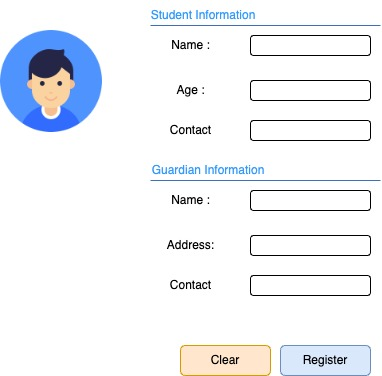 Student Information
Name :
Age :
Contact
Guardian Information
Name :
Address:
Contact
Clear Register